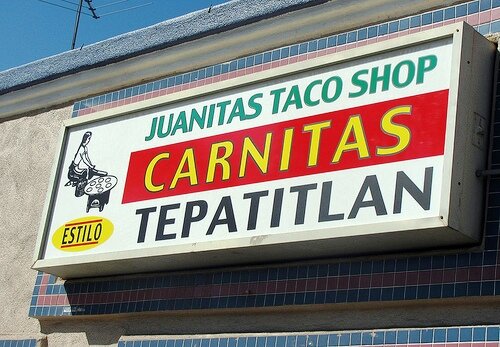 JUANITAS TACO SHOP
CARNITAS
ESTILO TEPATITLAN